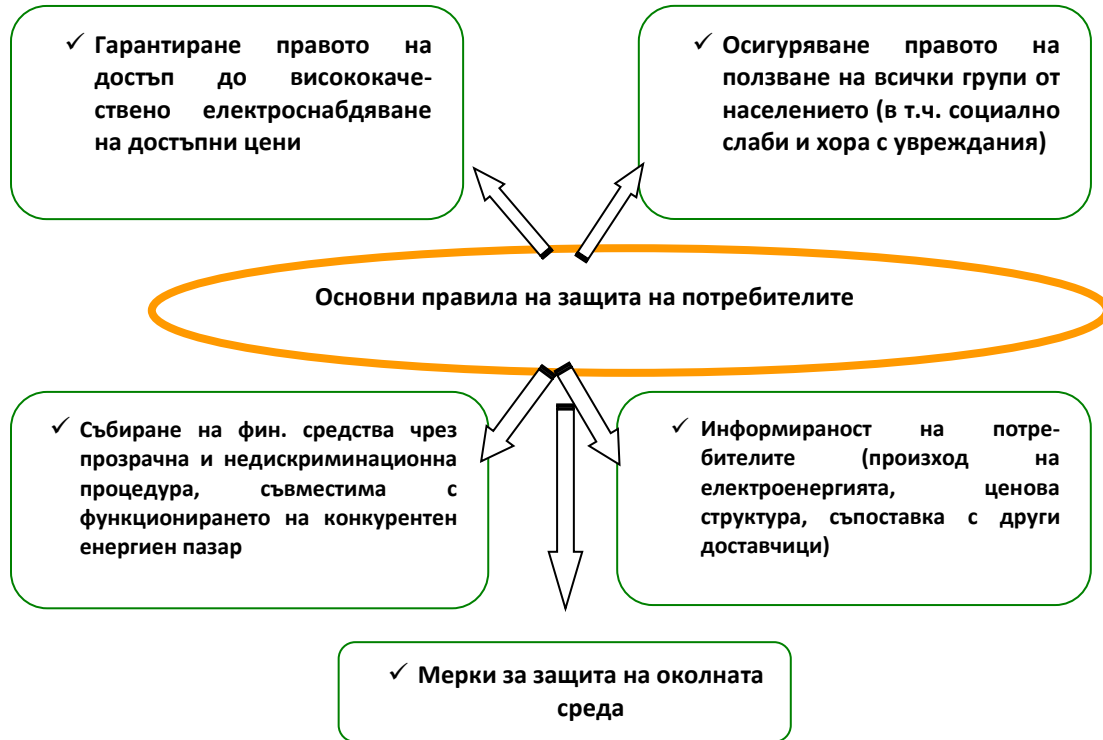 ✓ Гарантиране правото на
достъп до висококаче-
ствено електроснабдяване
на достъпни цени
✓ Осигуряване правото на
ползване на всички групи от
населението (в т.ч. социално
слаби и хора с увреждания)
Основни правила на защита на потребителите
✓ Събиране на фин. средства чрез
прозрачна и недискриминационна
процедура, съвместима с
функционирането на конкурентен
енергиен пазар
✓ Информираност на потре-
бителите (произход на
електроенергията, ценова
структура, съпоставка с други
доставчици)
✓ Мерки за защита на околната
среда